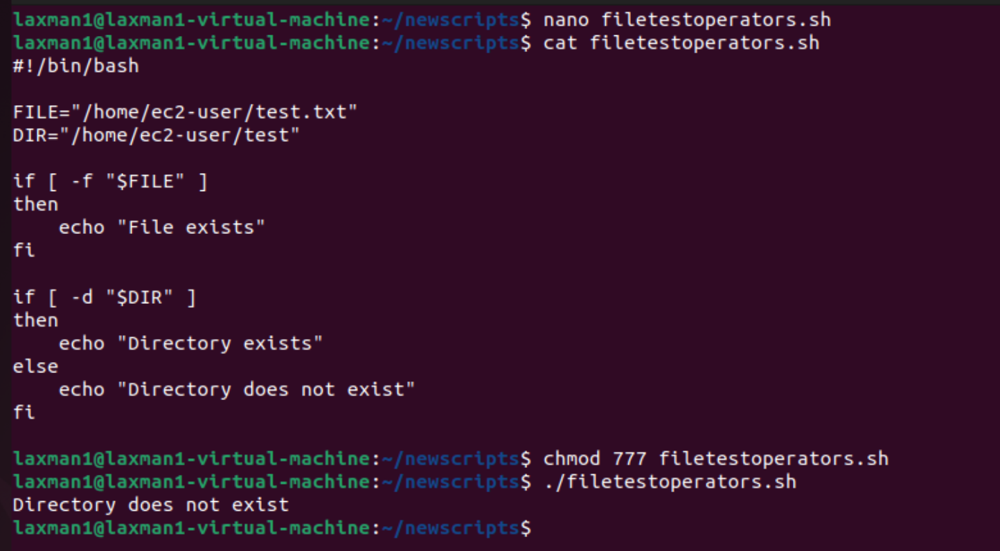 laxman1@laxman1-virtual-machine:~/newscripts$ nano filetestoperators.sh
laxman1@laxman1-virtual-machine:~/newscripts$ cat filetestoperators.sh
#!/bin/bash

FILE="/home/ec2-user/test.txt"
DIR="/home/ec2-user/test"

if [ -f "$FILE" ]
then
    echo "File exists"
fi

if [ -d "$DIR" ]
then
    echo "Directory exists"
else
    echo "Directory does not exist"
fi

laxman1@laxman1-virtual-machine:~/newscripts$ chmod 777 filetestoperators.sh
laxman1@laxman1-virtual-machine:~/newscripts$ ./filetestoperators.sh
Directory does not exist
laxman1@laxman1-virtual-machine:~/newscripts$